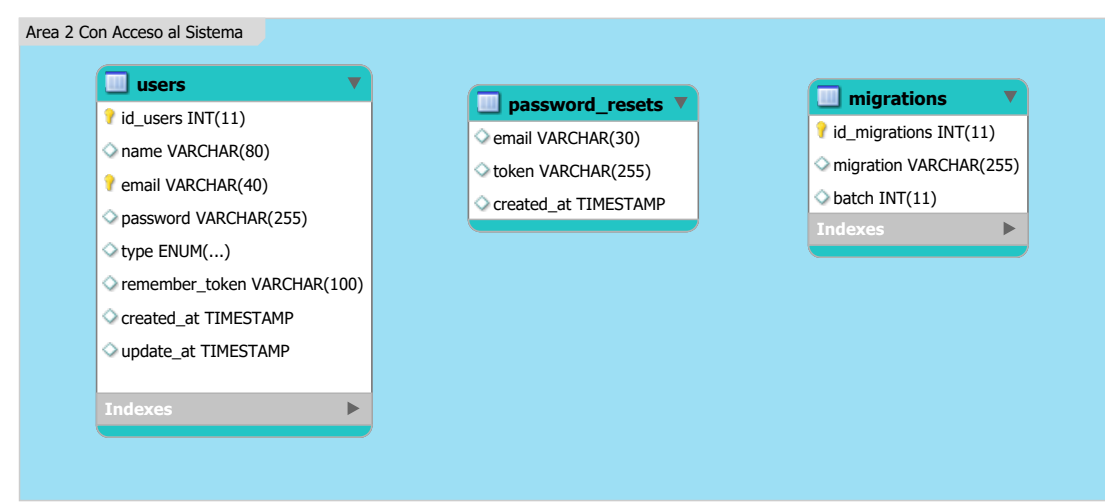 Area 2 Con Acceso al Sistema
users
id_users INT(11)
name VARCHAR(80)
email VARCHAR(40)
password VARCHAR(255)
type ENUM(...)
remember_token VARCHAR(100)
created_at TIMESTAMP
update_at TIMESTAMP
Indexes
password_resets
email VARCHAR(30)
token VARCHAR(255)
created_at TIMESTAMP
migrations
id_migrations INT(11)
migration VARCHAR(255)
batch INT(11)
Indexes